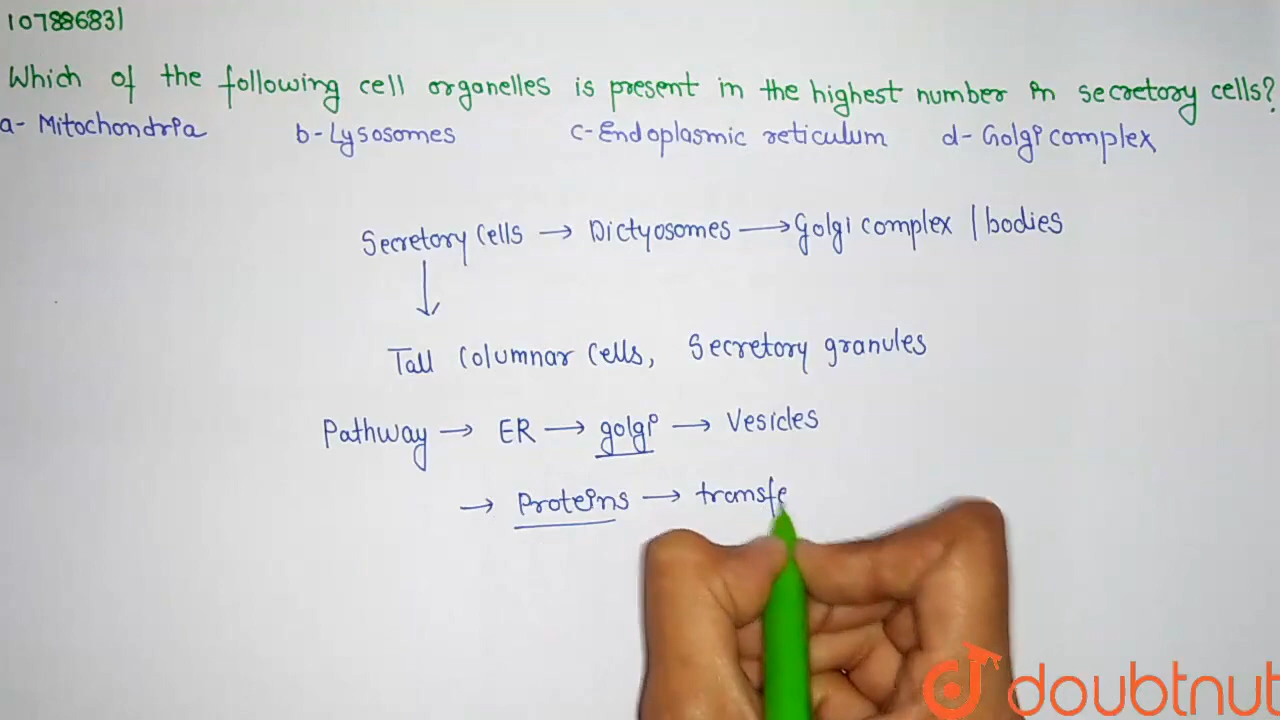 107886831
Which of the following cell organelles is present in the highest number in secretory cells?
a- Mitochondria b- Lysosomes c- Endoplasmic reticulum d- Golgi complex
Secretory Cells → Dictyosomes → Golgi complex | bodies
↓
Tall Columnar Cells, Secretory granules
Pathway → ER → golgi → Vesicles
→ Proteins → transfe
doubtnut